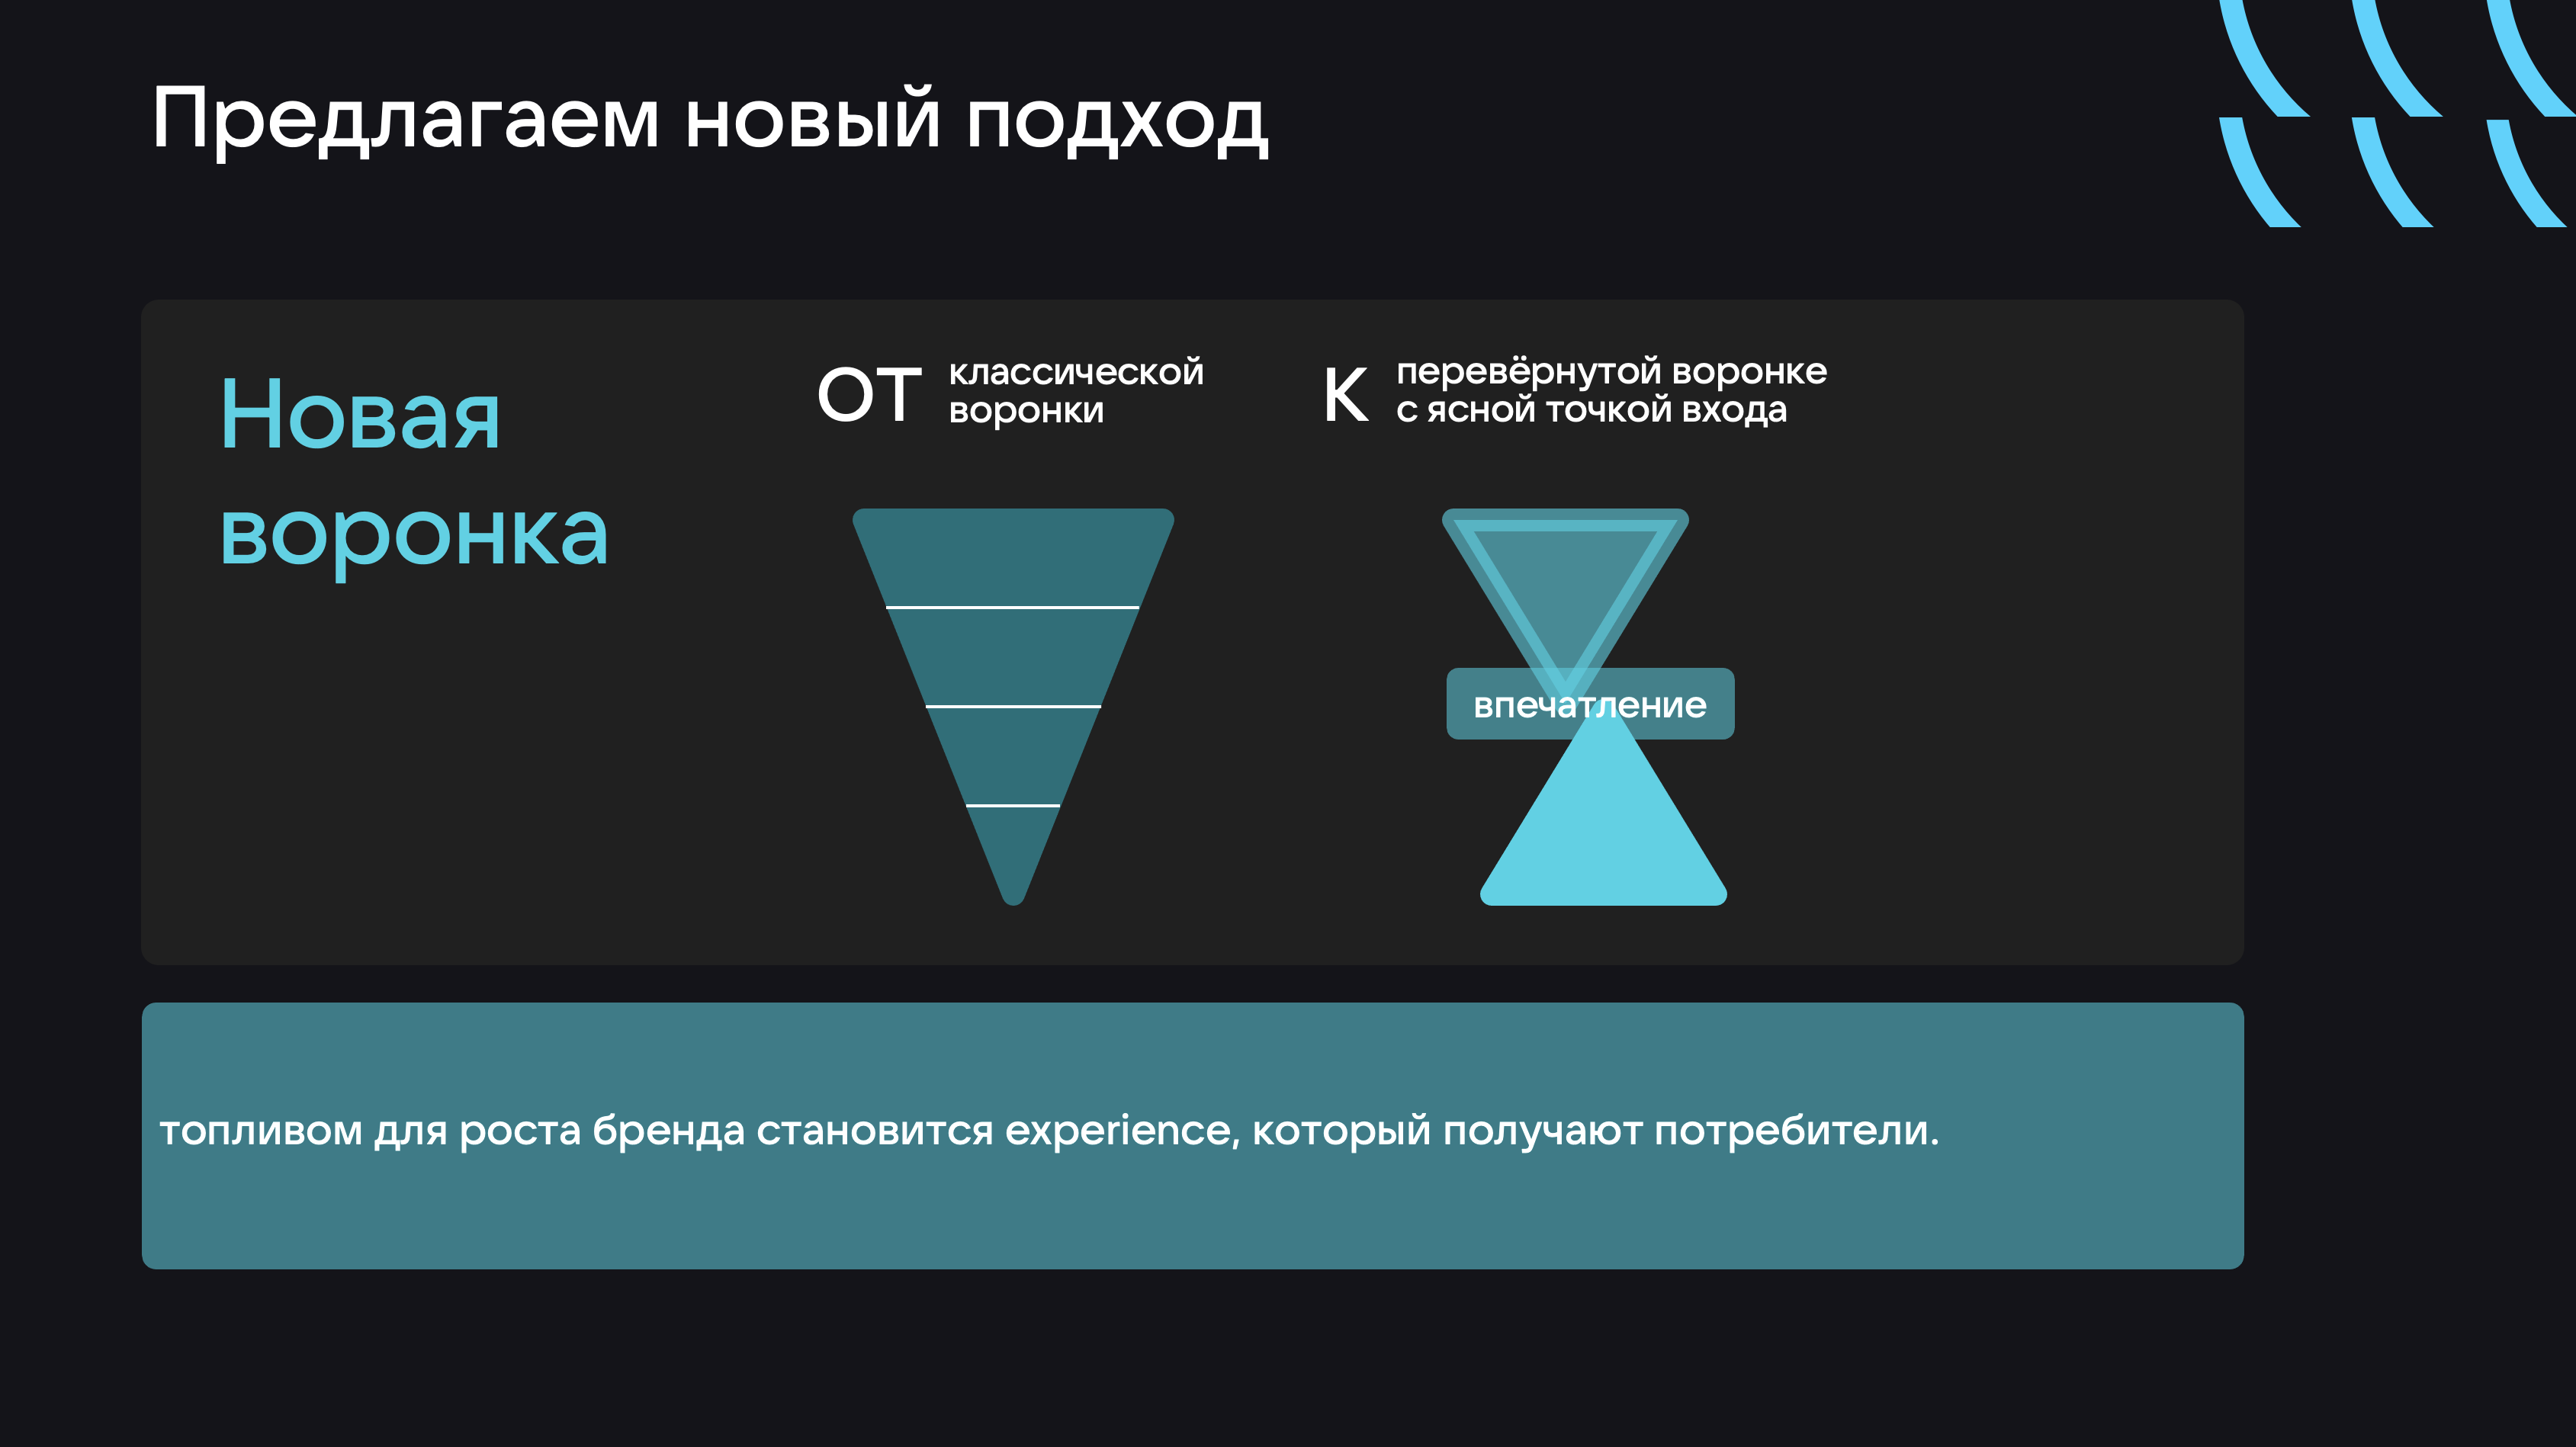 Предлагаем новый подход
Новая
воронка
от
классической
воронки
к
перевёрнутой воронке
с ясной точкой входа
впечатление
топливом для роста бренда становится experience, который получают потребители.